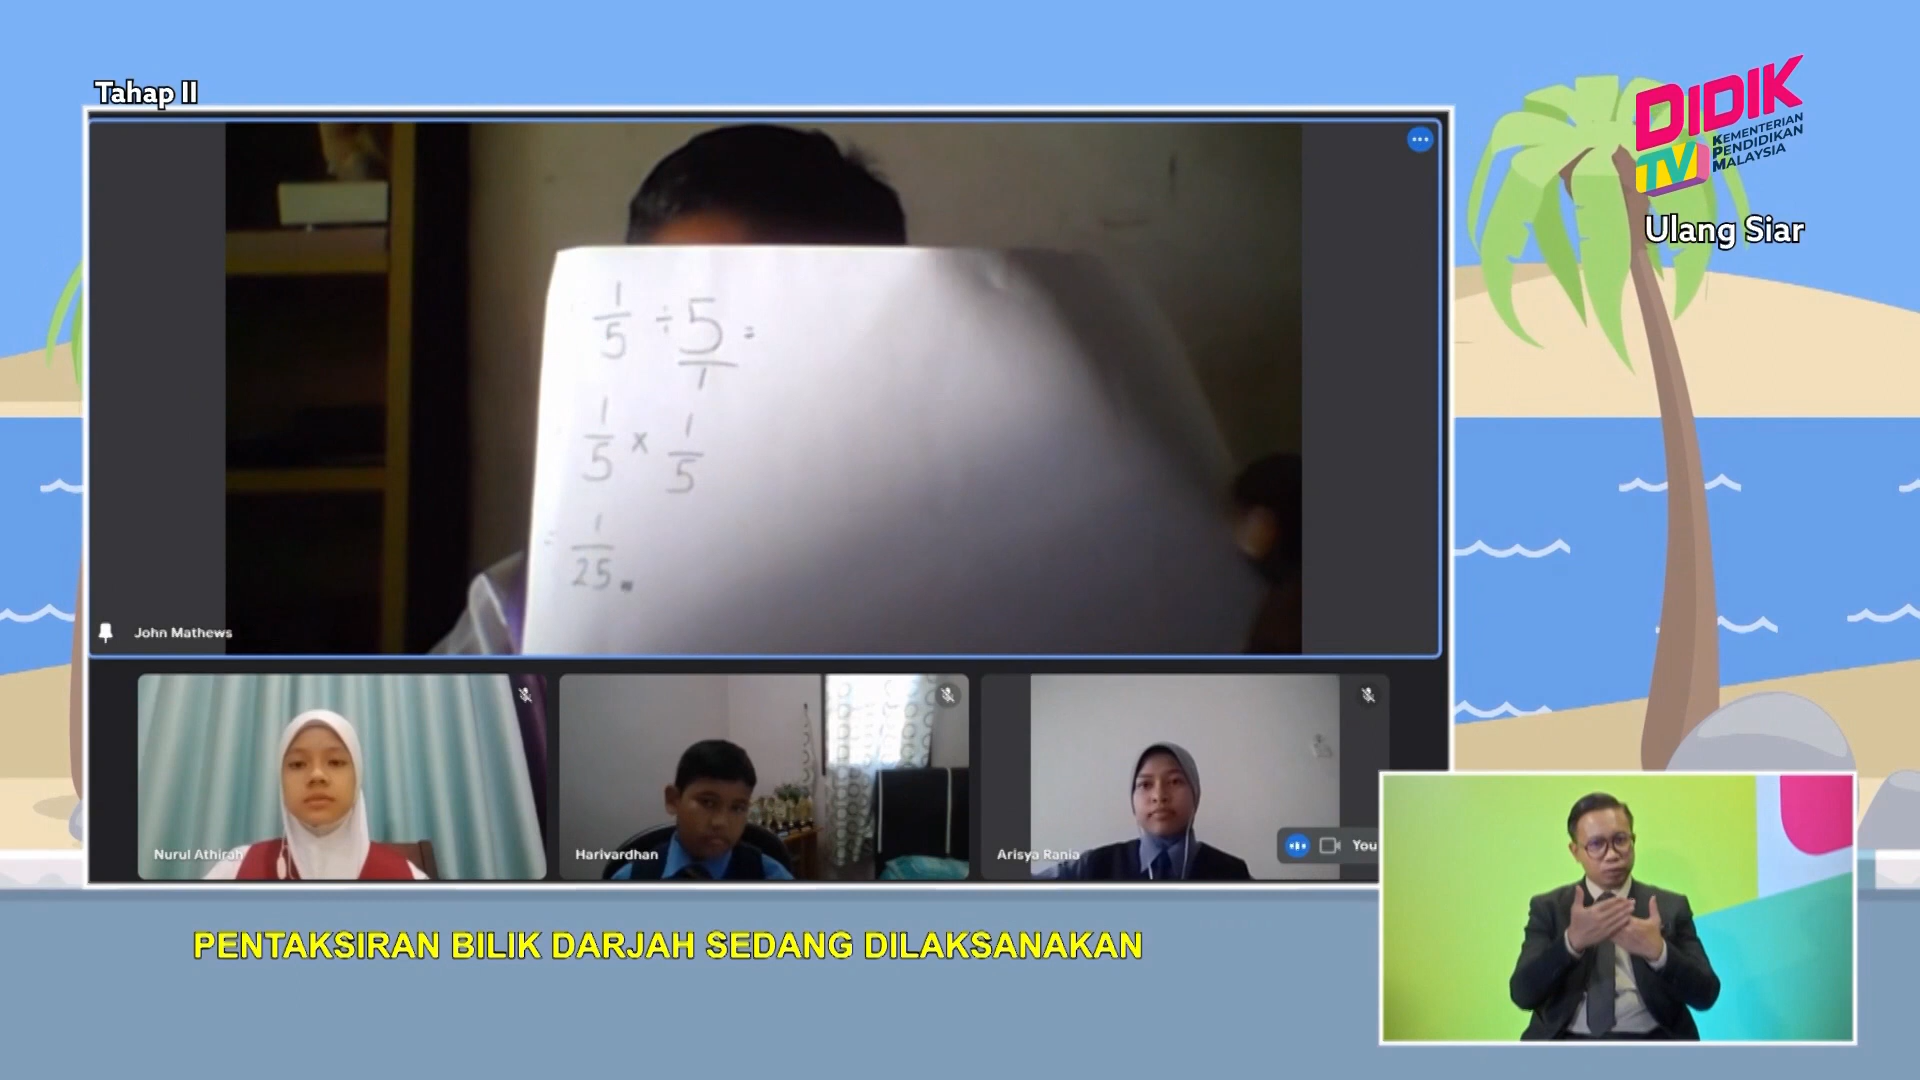 Tahap II
DIDIK
TV
KEMENTERIAN
PENDIDIKAN
MALAYSIA
Ulang Siar
1/5 ÷ 5/1 =
1/5 × 1/5
= 1/25.
John Mathews
Nurul Athirah
Harivardhan
Arisya Rania
You
PENTAKSIRAN BILIK DARJAH SEDANG DILAKSANAKAN